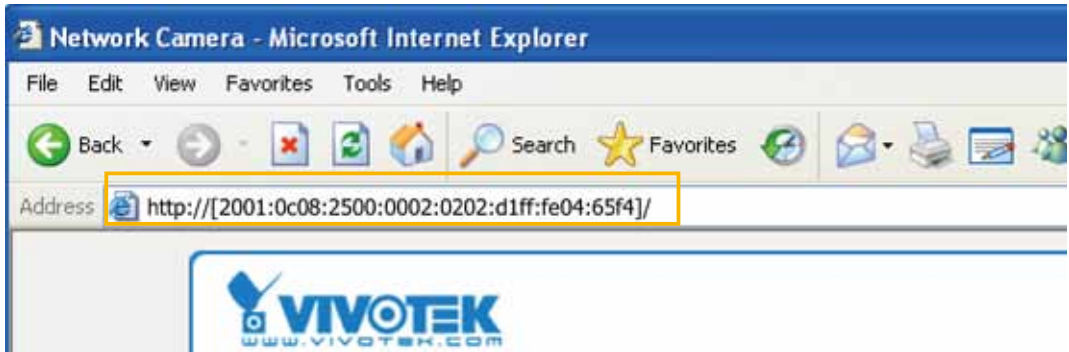 Network Camera - Microsoft Internet Explorer
File Edit View Favorites Tools Help
Back Search Favorites
Address http://[2001:0c08:2500:0002:0202:d1ff:fe04:65f4]/
VIVOTEK
www.vivotek.com